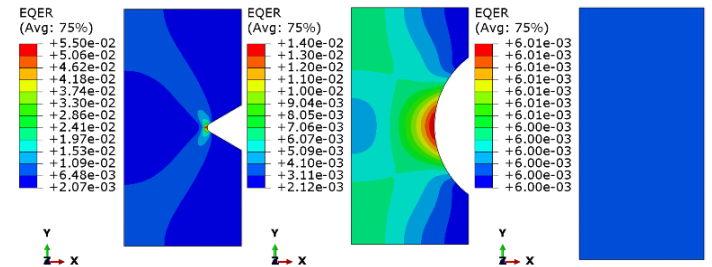 EQER
(Avg: 75%)
+5.50e-02
+5.06e-02
+4.62e-02
+4.18e-02
+3.74e-02
+3.30e-02
+2.86e-02
+2.41e-02
+1.97e-02
+1.53e-02
+1.09e-02
+6.48e-03
+2.07e-03
Y
Z X
EQER
(Avg: 75%)
+1.40e-02
+1.30e-02
+1.20e-02
+1.10e-02
+1.00e-02
+9.04e-03
+8.05e-03
+7.06e-03
+6.07e-03
+5.09e-03
+4.10e-03
+3.11e-03
+2.12e-03
Y
Z X
EQER
(Avg: 75%)
+6.01e-03
+6.01e-03
+6.01e-03
+6.01e-03
+6.01e-03
+6.01e-03
+6.00e-03
+6.00e-03
+6.00e-03
+6.00e-03
+6.00e-03
+6.00e-03
+6.00e-03
Y
Z X